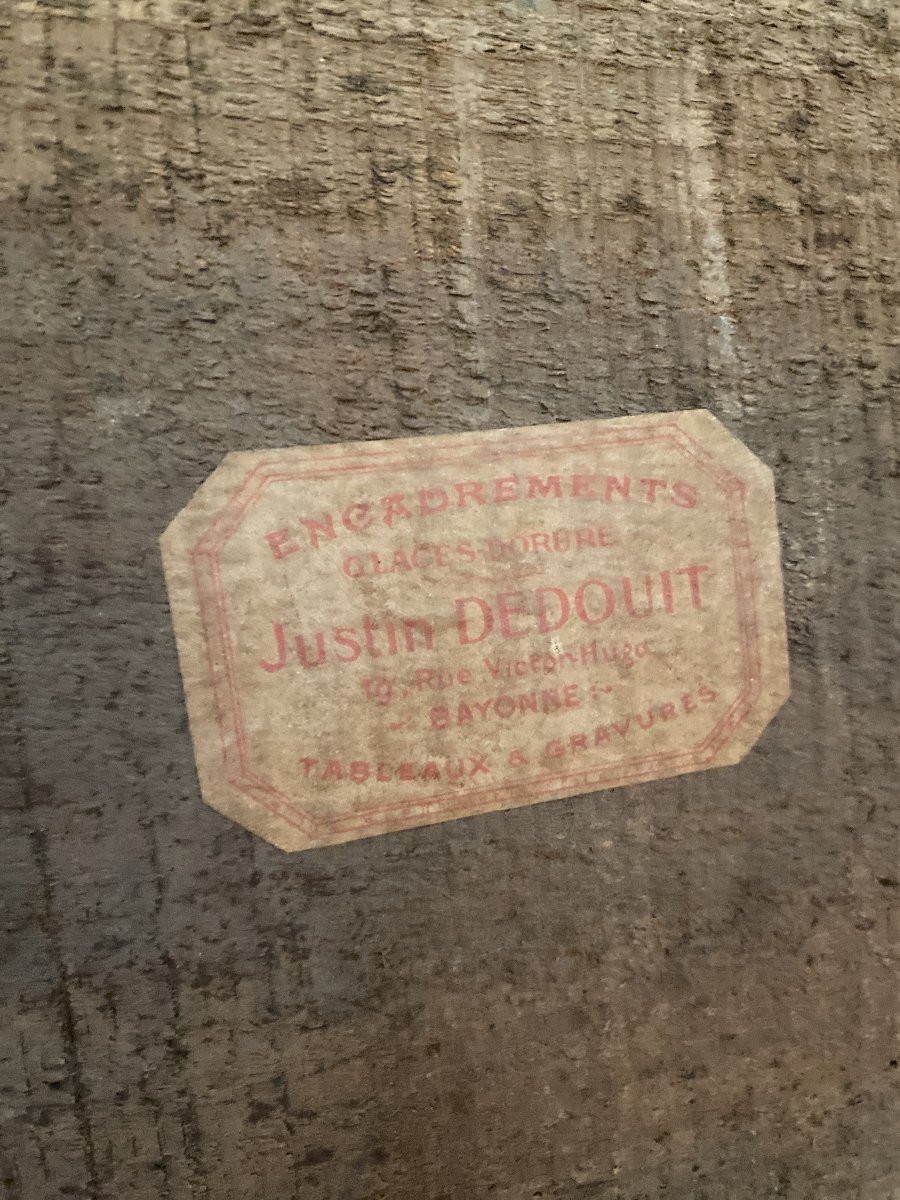 ENCADREMENTS
GLACES-DORURE
Justin DEDOUIT
19, Rue Victor-Hugo
- BAYONNE -
TABLEAUX & GRAVURES